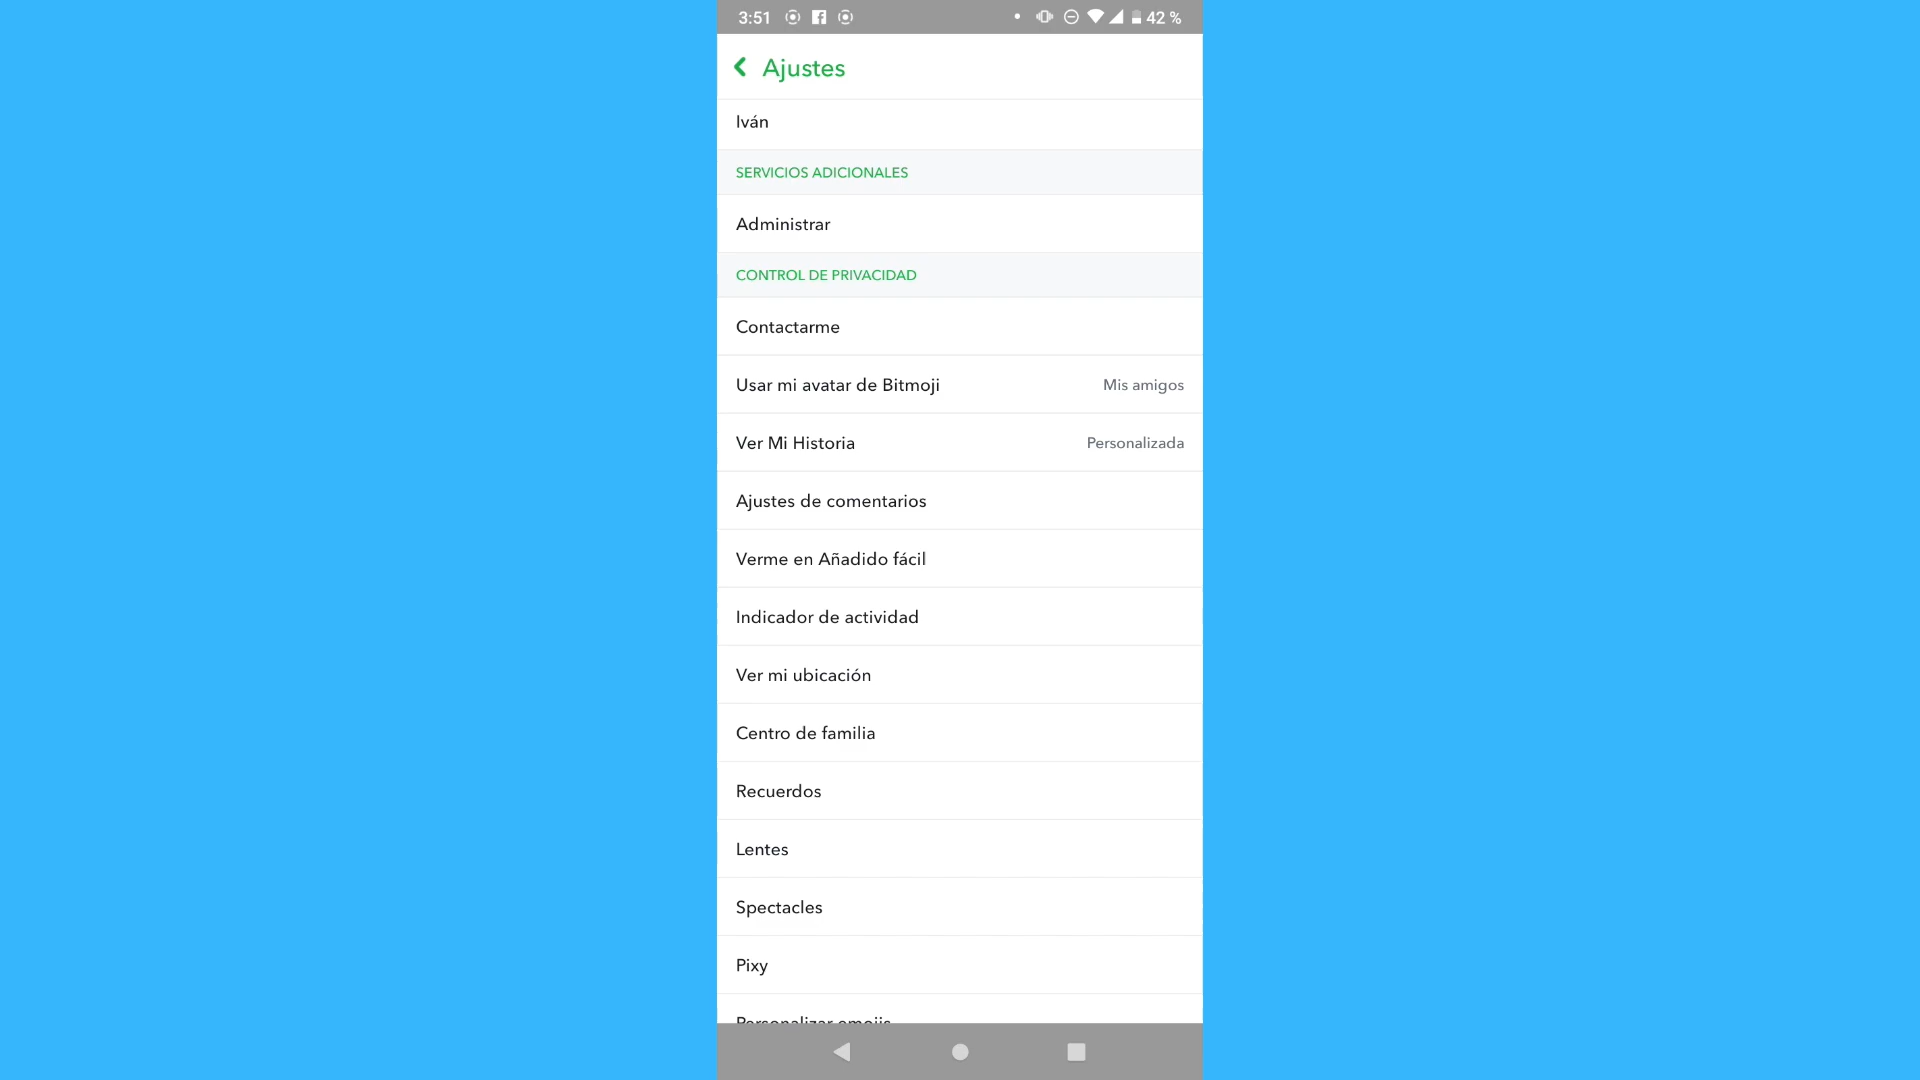 3:51 42 %
Ajustes
Iván
SERVICIOS ADICIONALES
Administrar
CONTROL DE PRIVACIDAD
Contactarme
Usar mi avatar de Bitmoji Mis amigos
Ver Mi Historia Personalizada
Ajustes de comentarios
Verme en Añadido fácil
Indicador de actividad
Ver mi ubicación
Centro de familia
Recuerdos
Lentes
Spectacles
Pixy
Personalizar emojis